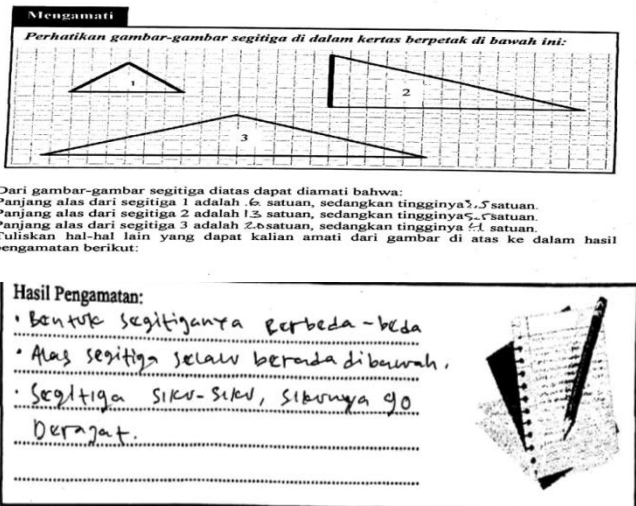 Mengamati
Perhatikan gambar-gambar segitiga di dalam kertas berpetak di bawah ini:
1
2
3
Dari gambar-gambar segitiga diatas dapat diamati bahwa:
Panjang alas dari segitiga 1 adalah 6 satuan, sedangkan tingginya 3,5 satuan.
Panjang alas dari segitiga 2 adalah 13 satuan, sedangkan tingginya 5,5 satuan.
Panjang alas dari segitiga 3 adalah 20 satuan, sedangkan tingginya satuan.
Tuliskan hal-hal lain yang dapat kalian amati dari gambar di atas ke dalam hasil
pengamatan berikut:
Hasil Pengamatan:
• Bentuk segitiganya berbeda-beda
• Alas segitiga selalu berada dibawah.
• Segitiga siku-siku, sikunya 90
Derajat.